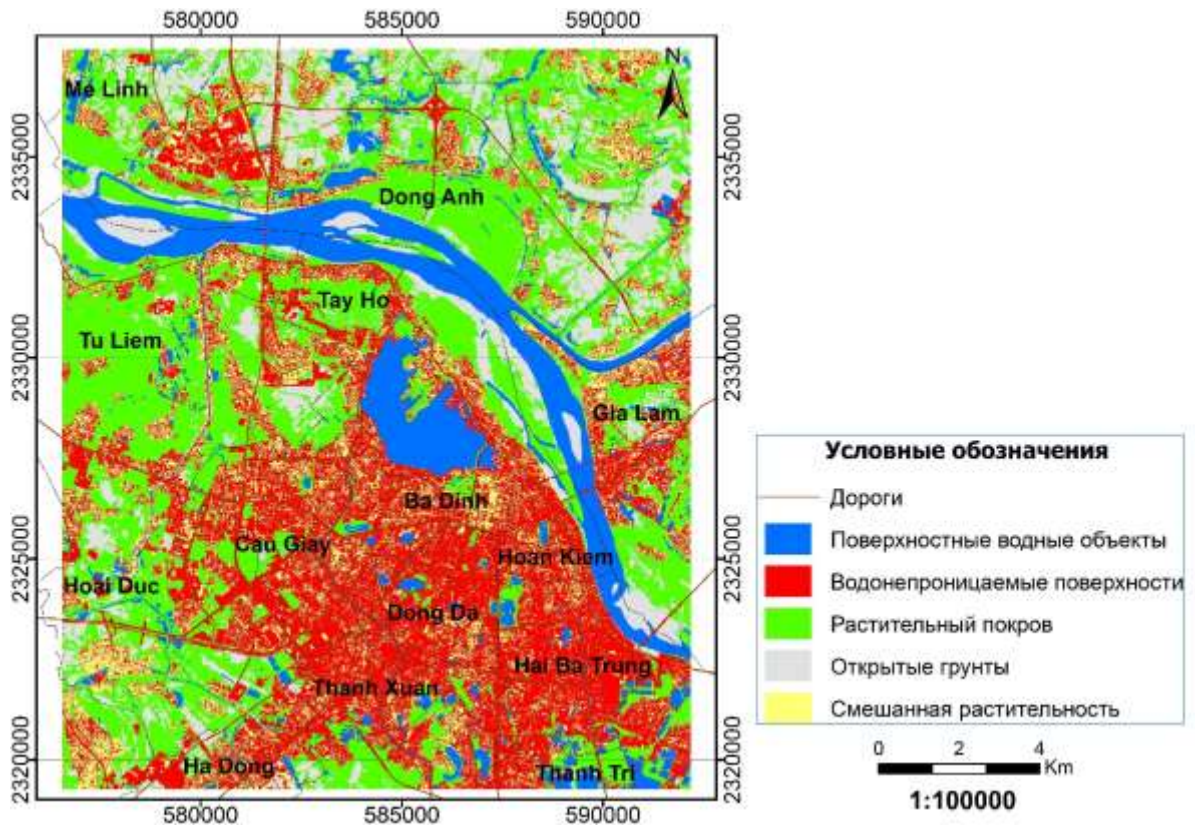 580000 585000 590000
N
Me Linh
2335000 2335000
Dong Anh
Tay Ho
Tu Liem
2330000 2330000
Gia Lam
Ba Dinh
Cau Giay
Hoan Kiem
2325000 2325000
Hoai Duc
Dong Da
Hai Ba Trung
Thanh Xuan
Ha Dong
Thanh Tri
2320000 2320000
580000 585000 590000
Условные обозначения
Дороги
Поверхностные водные объекты
Водонепроницаемые поверхности
Растительный покров
Открытые грунты
Смешанная растительность
0 2 4
Km
1:100000